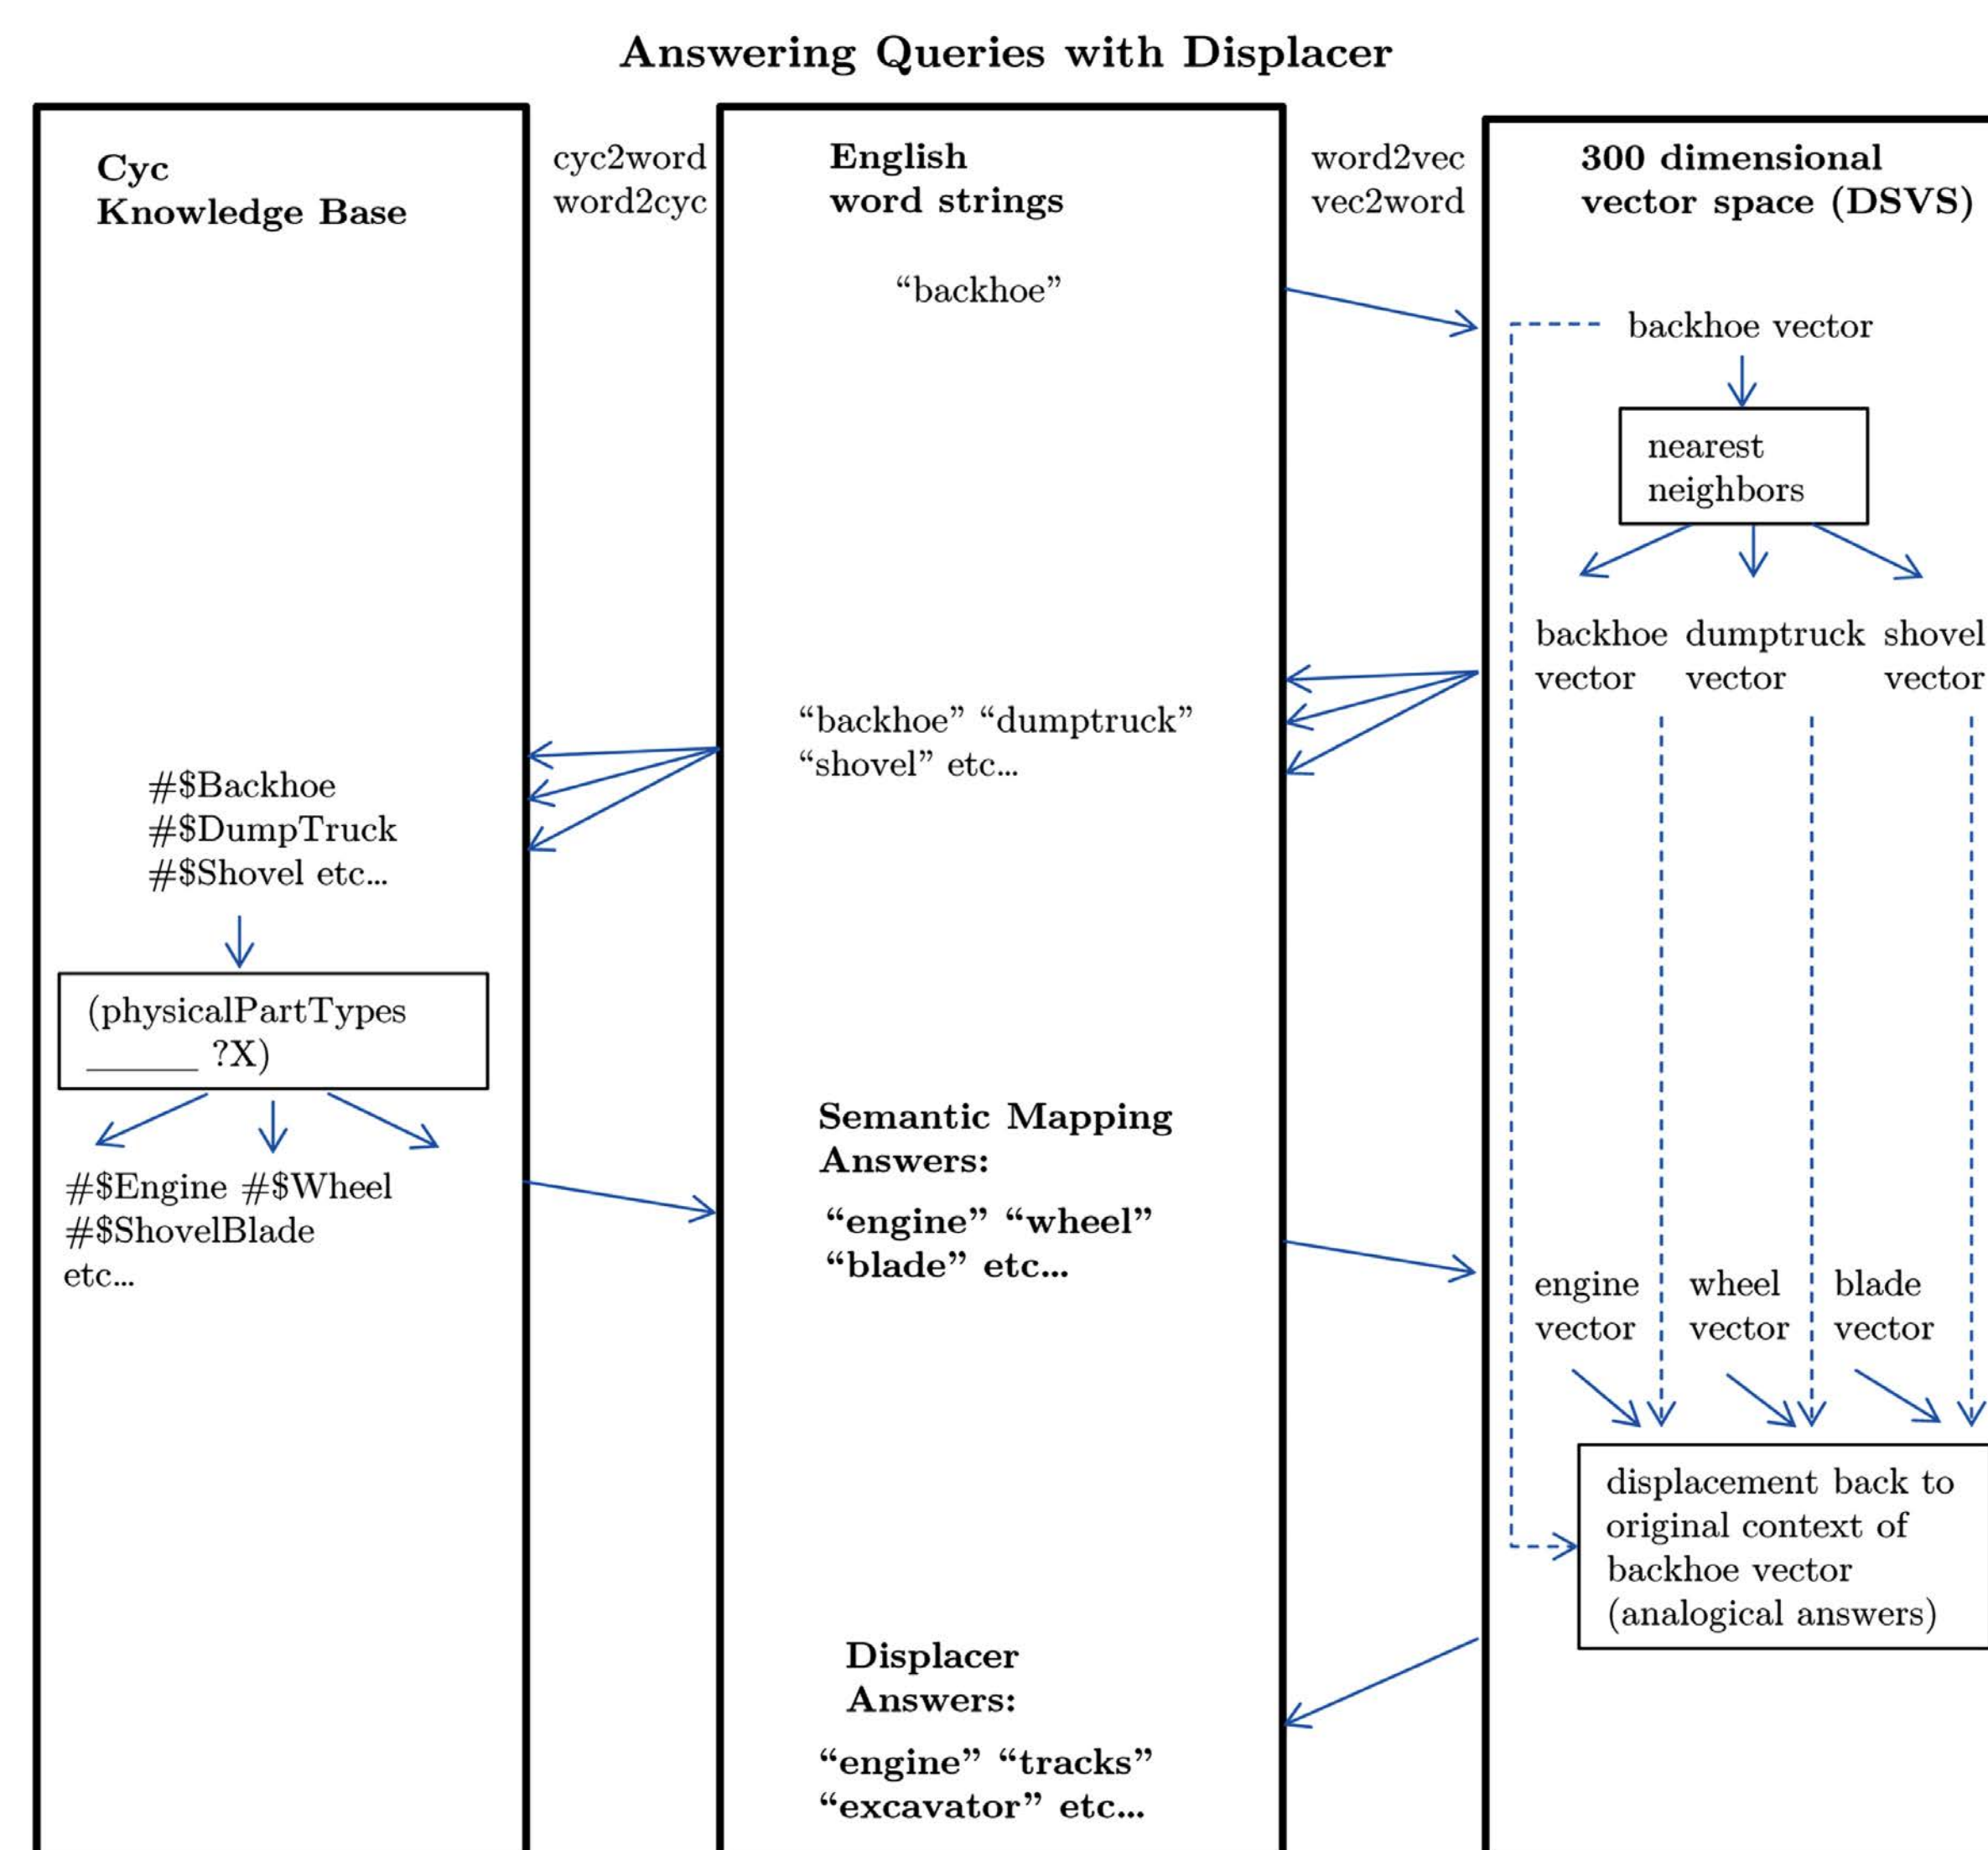 Answering Queries with Displacer
Cyc
Knowledge Base
cyc2word
word2cyc
English
word strings
word2vec
vec2word
300 dimensional
vector space (DSVS)
“backhoe”
backhoe vector
nearest
neighbors
backhoe dumptruck shovel
vector vector vector
“backhoe” “dumptruck”
“shovel” etc...
#$Backhoe
#$DumpTruck
#$Shovel etc...
(physicalPartTypes
______ ?X)
#$Engine #$Wheel
#$ShovelBlade
etc...
Semantic Mapping
Answers:
“engine” “wheel”
“blade” etc...
engine wheel blade
vector vector vector
displacement back to
original context of
backhoe vector
(analogical answers)
Displacer
Answers:
“engine” “tracks”
“excavator” etc...